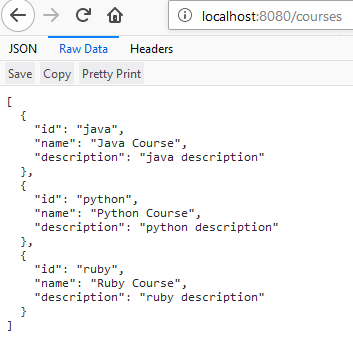 localhost:8080/courses
JSON Raw Data Headers
Save Copy Pretty Print
[
  {
    "id": "java",
    "name": "Java Course",
    "description": "java description"
  },
  {
    "id": "python",
    "name": "Python Course",
    "description": "python description"
  },
  {
    "id": "ruby",
    "name": "Ruby Course",
    "description": "ruby description"
  }
]